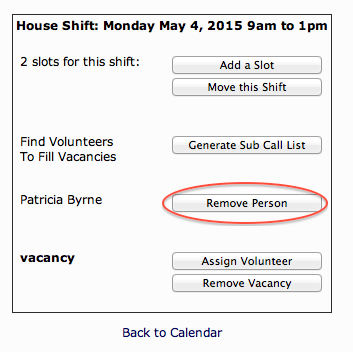 House Shift: Monday May 4, 2015 9am to 1pm
2 slots for this shift:
Add a Slot
Move this Shift
Find Volunteers
To Fill Vacancies
Generate Sub Call List
Patricia Byrne
Remove Person
vacancy
Assign Volunteer
Remove Vacancy
Back to Calendar